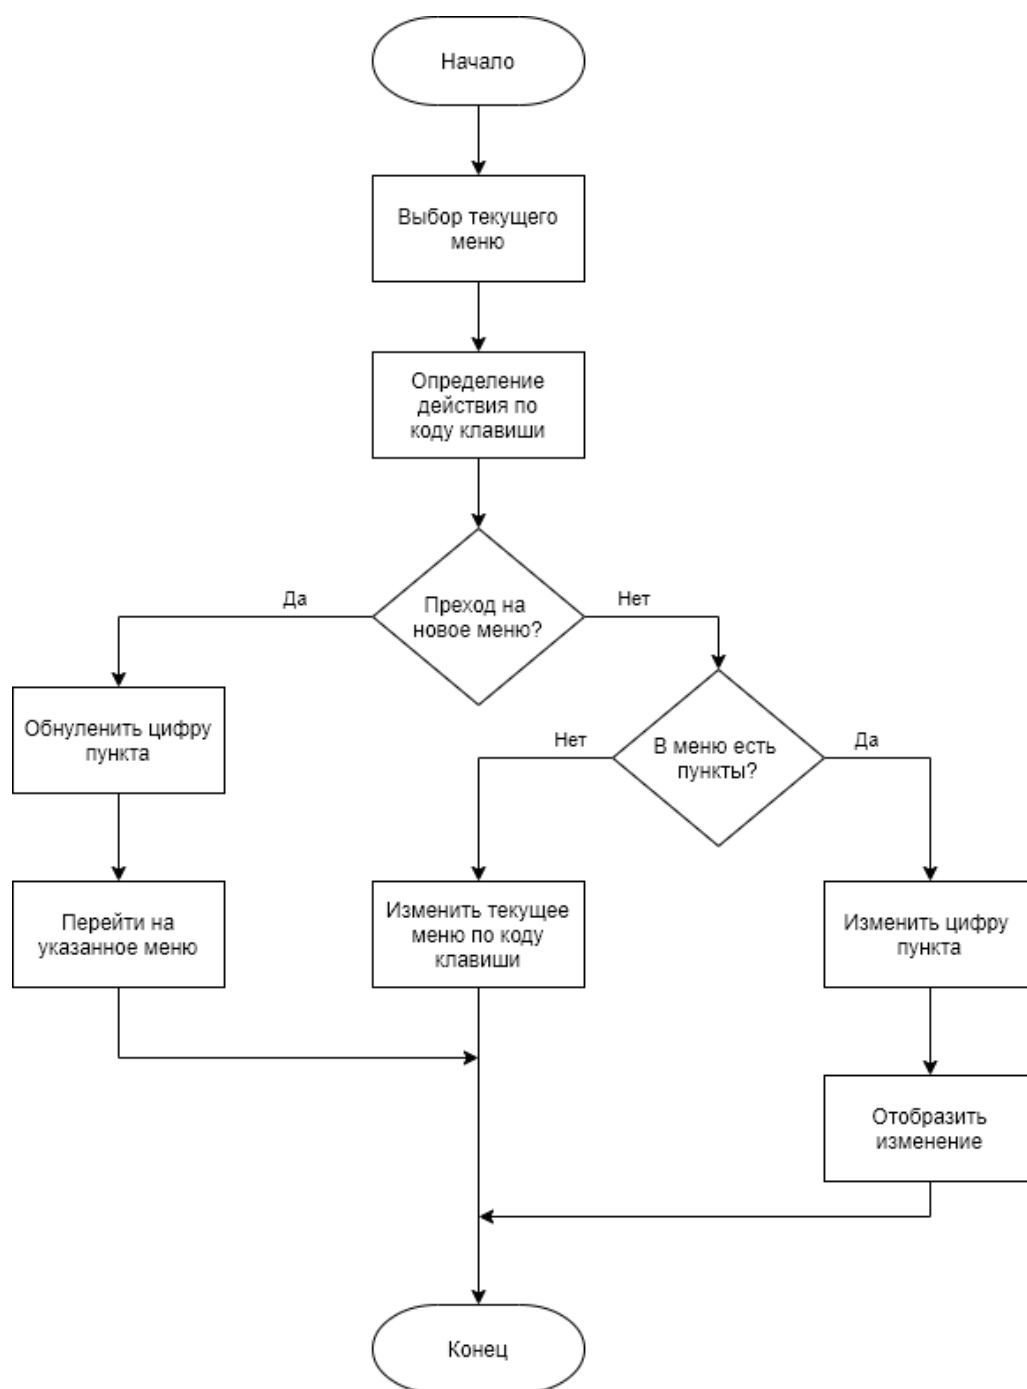 Начало
Выбор текущего
меню
Определение
действия по
коду клавиши
Да
Преход на
новое меню?
Нет
Обнуленить цифру
пункта
Нет
В меню есть
пункты?
Да
Перейти на
указанное меню
Изменить текущее
меню по коду
клавиши
Изменить цифру
пункта
Отобразить
изменение
Конец